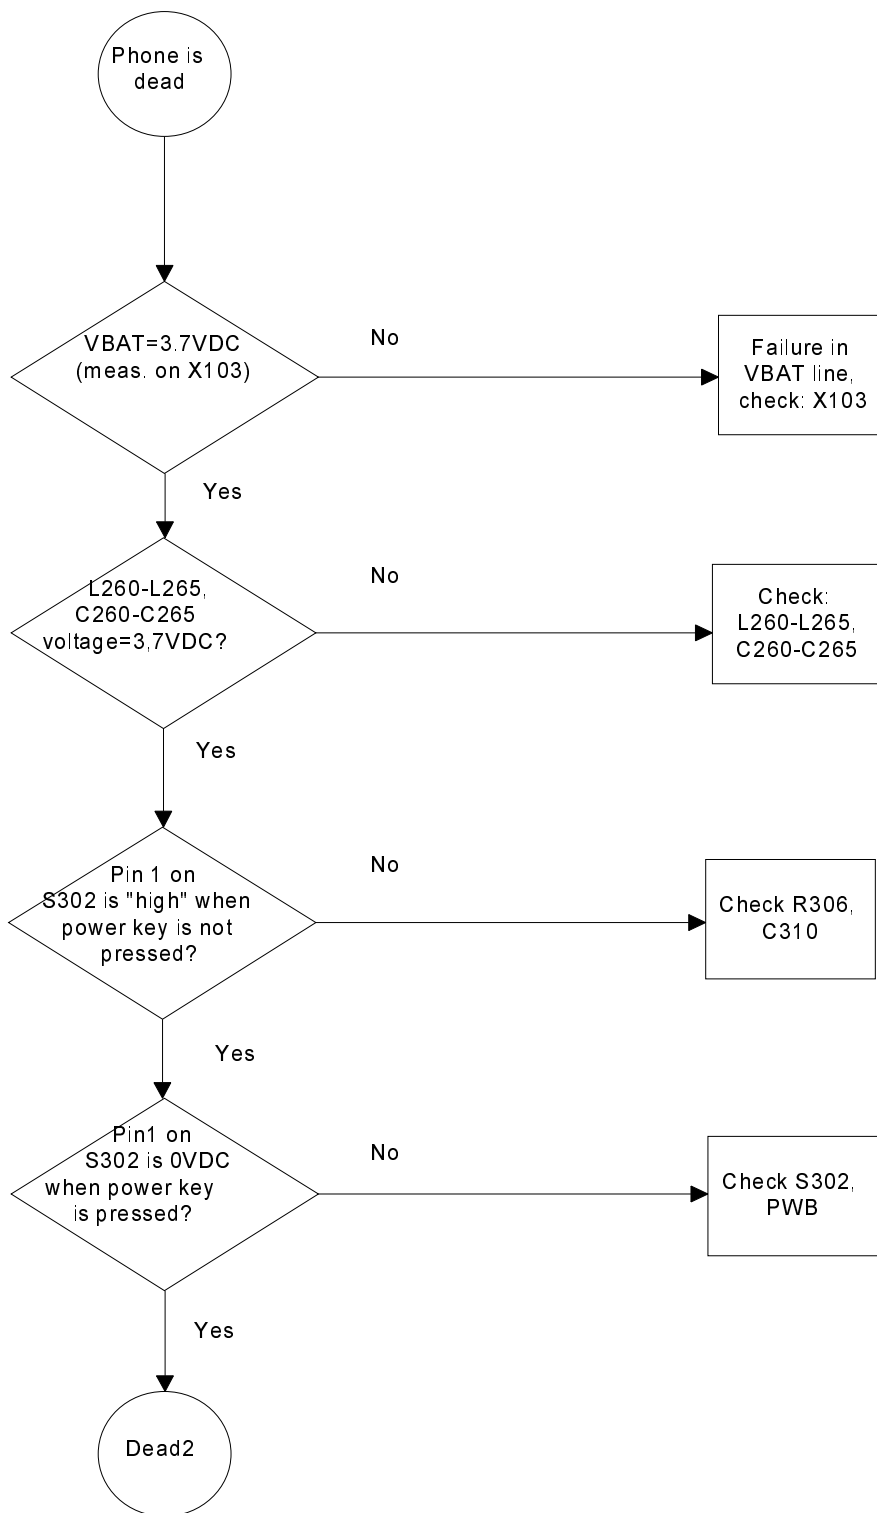 Phone is
dead
VBAT=3.7VDC
(meas. on X103)
No
Failure in
VBAT line,
check: X103
Yes
L260-L265,
C260-C265
voltage=3,7VDC?
No
Check:
L260-L265,
C260-C265
Yes
Pin 1 on
S302 is "high" when
power key is not
pressed?
No
Check R306,
C310
Yes
Pin1 on
S302 is 0VDC
when power key
is pressed?
No
Check S302,
PWB
Yes
Dead2